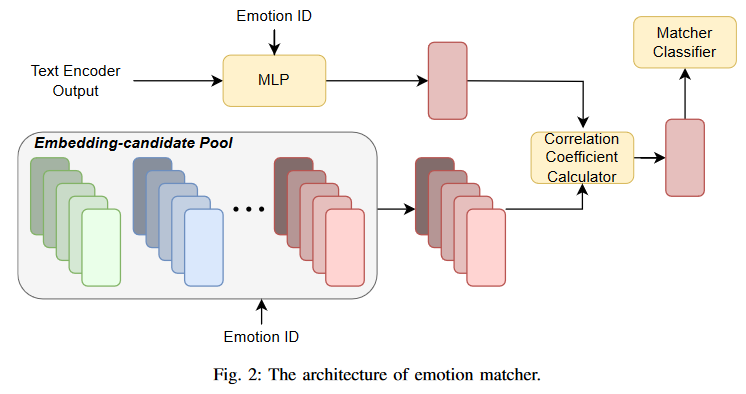 Emotion ID
Text Encoder
Output
MLP
Matcher
Classifier
Embedding-candidate Pool
Correlation
Coefficient
Calculator
Emotion ID
Fig. 2: The architecture of emotion matcher.